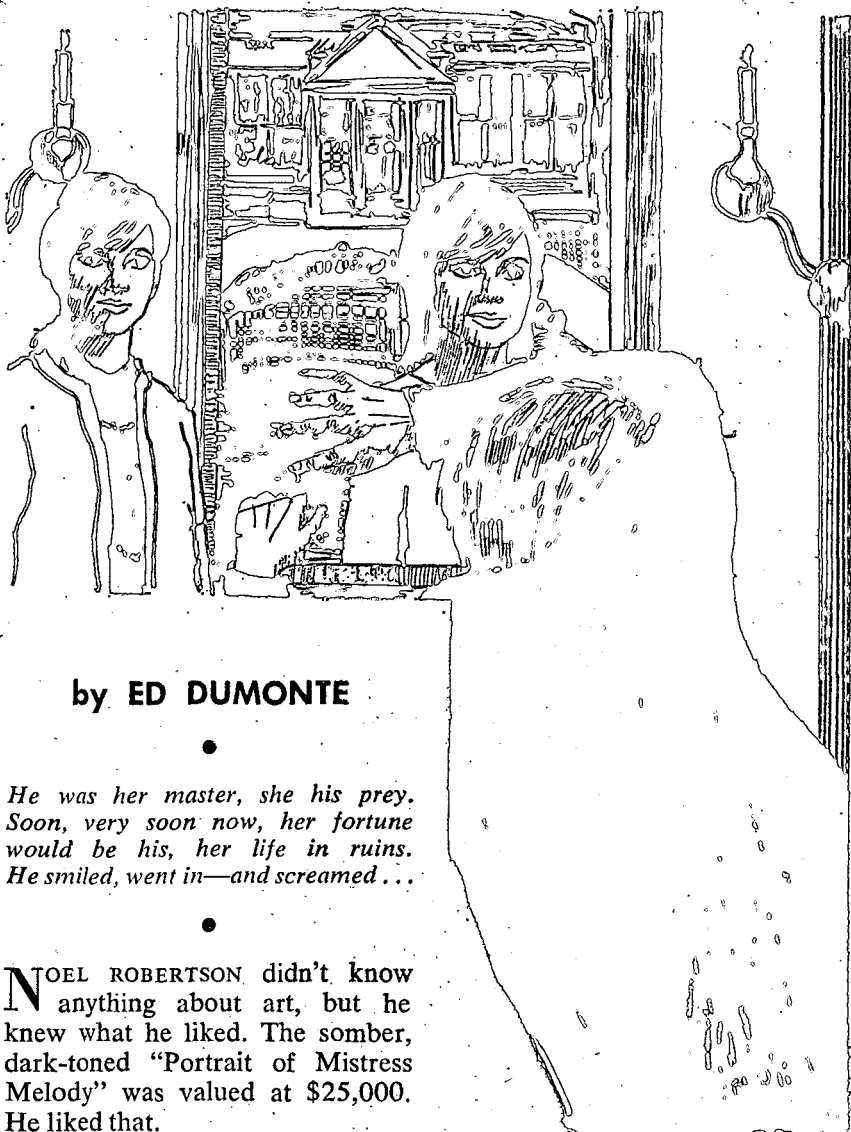 by ED DUMONTE
He was her master, she his prey.
Soon, very soon now, her fortune
would be his, her life in ruins.
He smiled, went in—and screamed...
NOEL ROBERTSON didn't know
anything about art, but he
knew what he liked. The somber,
dark-toned “Portrait of Mistress
Melody” was valued at $25,000.
He liked that.